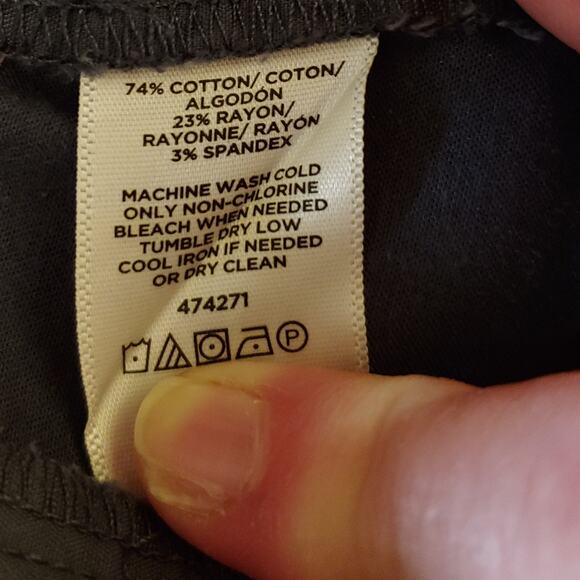 74% COTTON/ COTON/
ALGODÓN
23% RAYON/
RAYONNE/ RAYÓN
3% SPANDEX
MACHINE WASH COLD
ONLY NON-CHLORINE
BLEACH WHEN NEEDED
TUMBLE DRY LOW
COOL IRON IF NEEDED
OR DRY CLEAN
474271
P